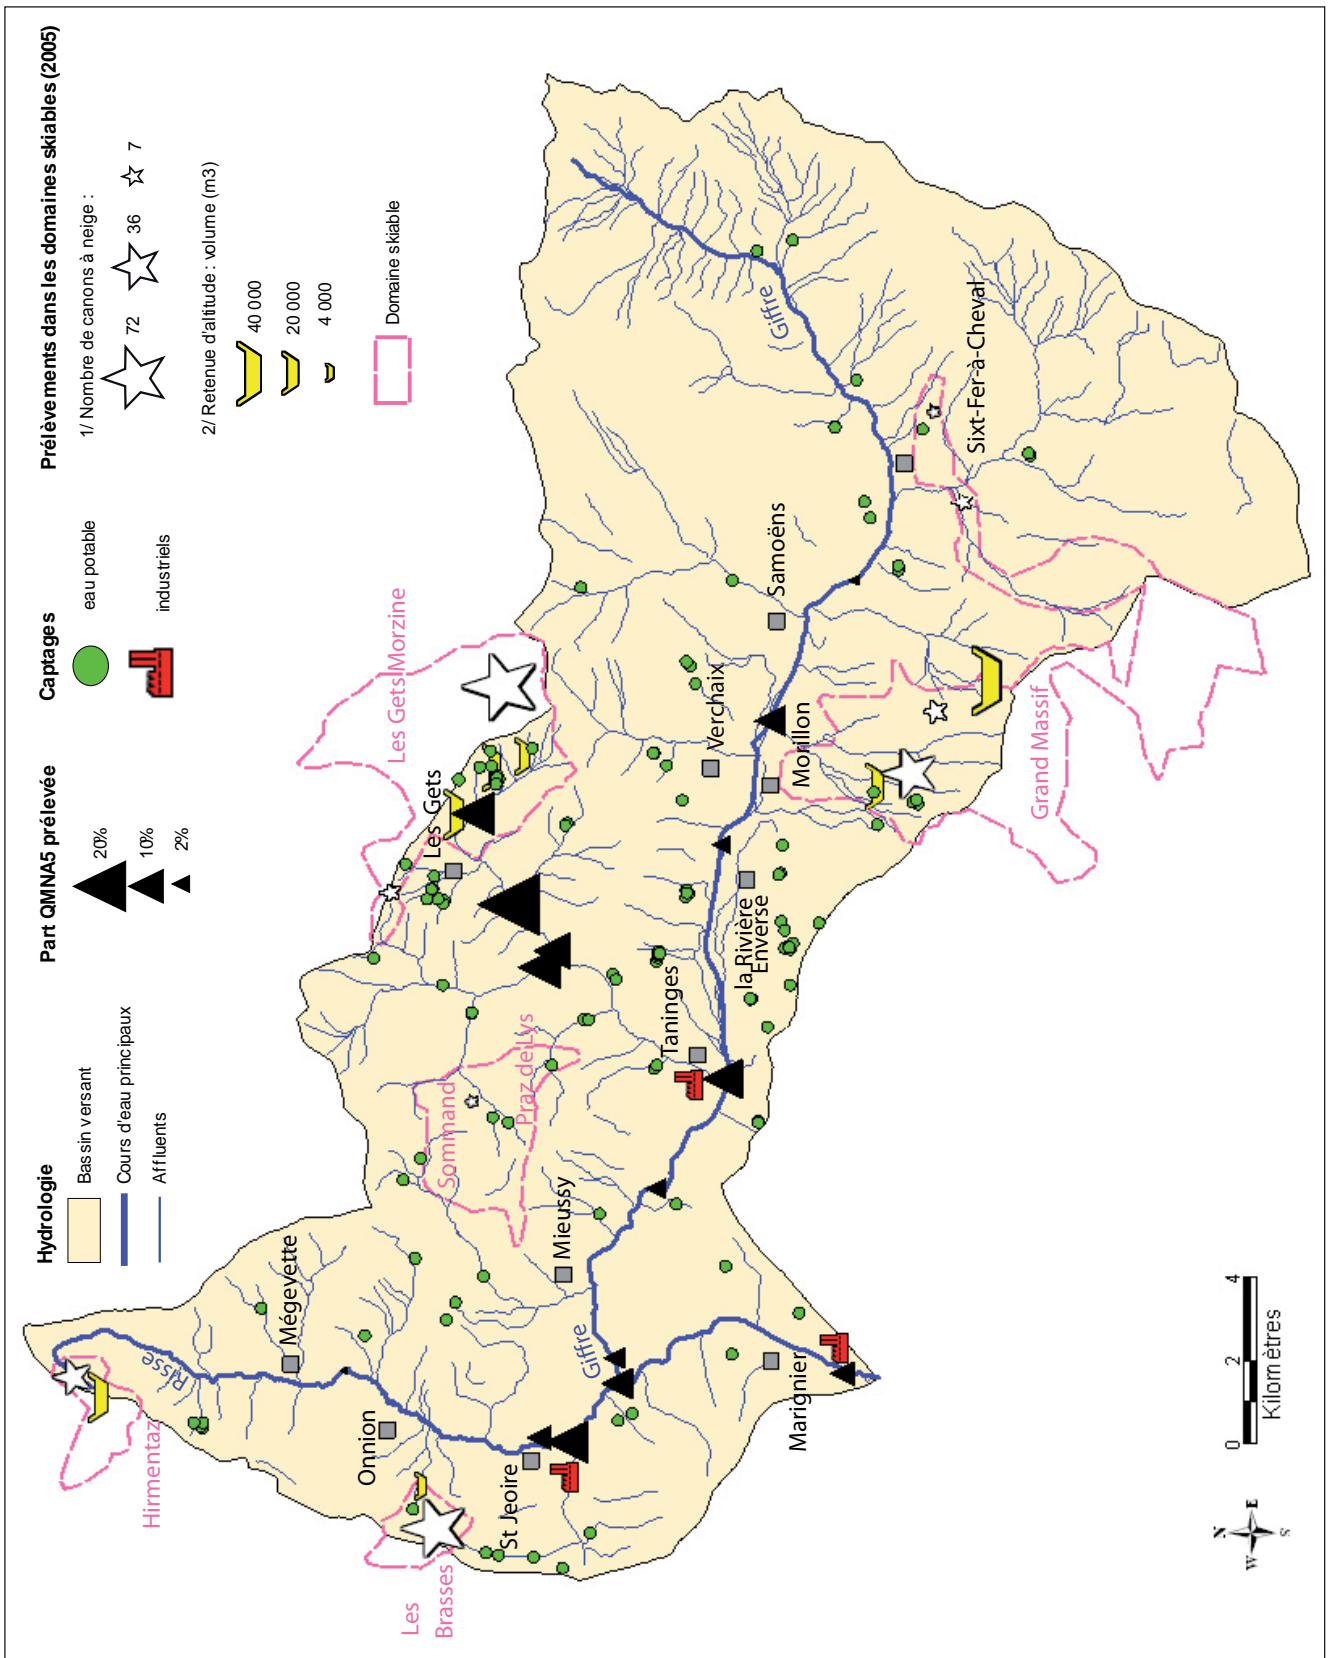 Hydrologie
Bassin versant
Cours d'eau principaux
Affluents
Part QMNA5 prélevée
20%
10%
2%
Captages
eau potable
industriels
Prélèvements dans les domaines skiables (2005)
1/ Nombre de canons à neige :
72
36
7
2/ Retenue d'altitude : volume (m3)
40 000
20 000
4 000
Domaine skiable
Hirmentaz
Risse
Mégevette
Onnion
Les
Brasses
St Jeoire
Sommand
Praz de Lys
Mieussy
Giffre
Marignier
Les Gets
Les Gets Morzine
Taninges
la Rivière
Enverse
Verchaix
Morillon
Samoëns
Grand Massif
Giffre
Sixt-Fer-à-Cheval
N
W
E
S
0
2
4
Kilomètres